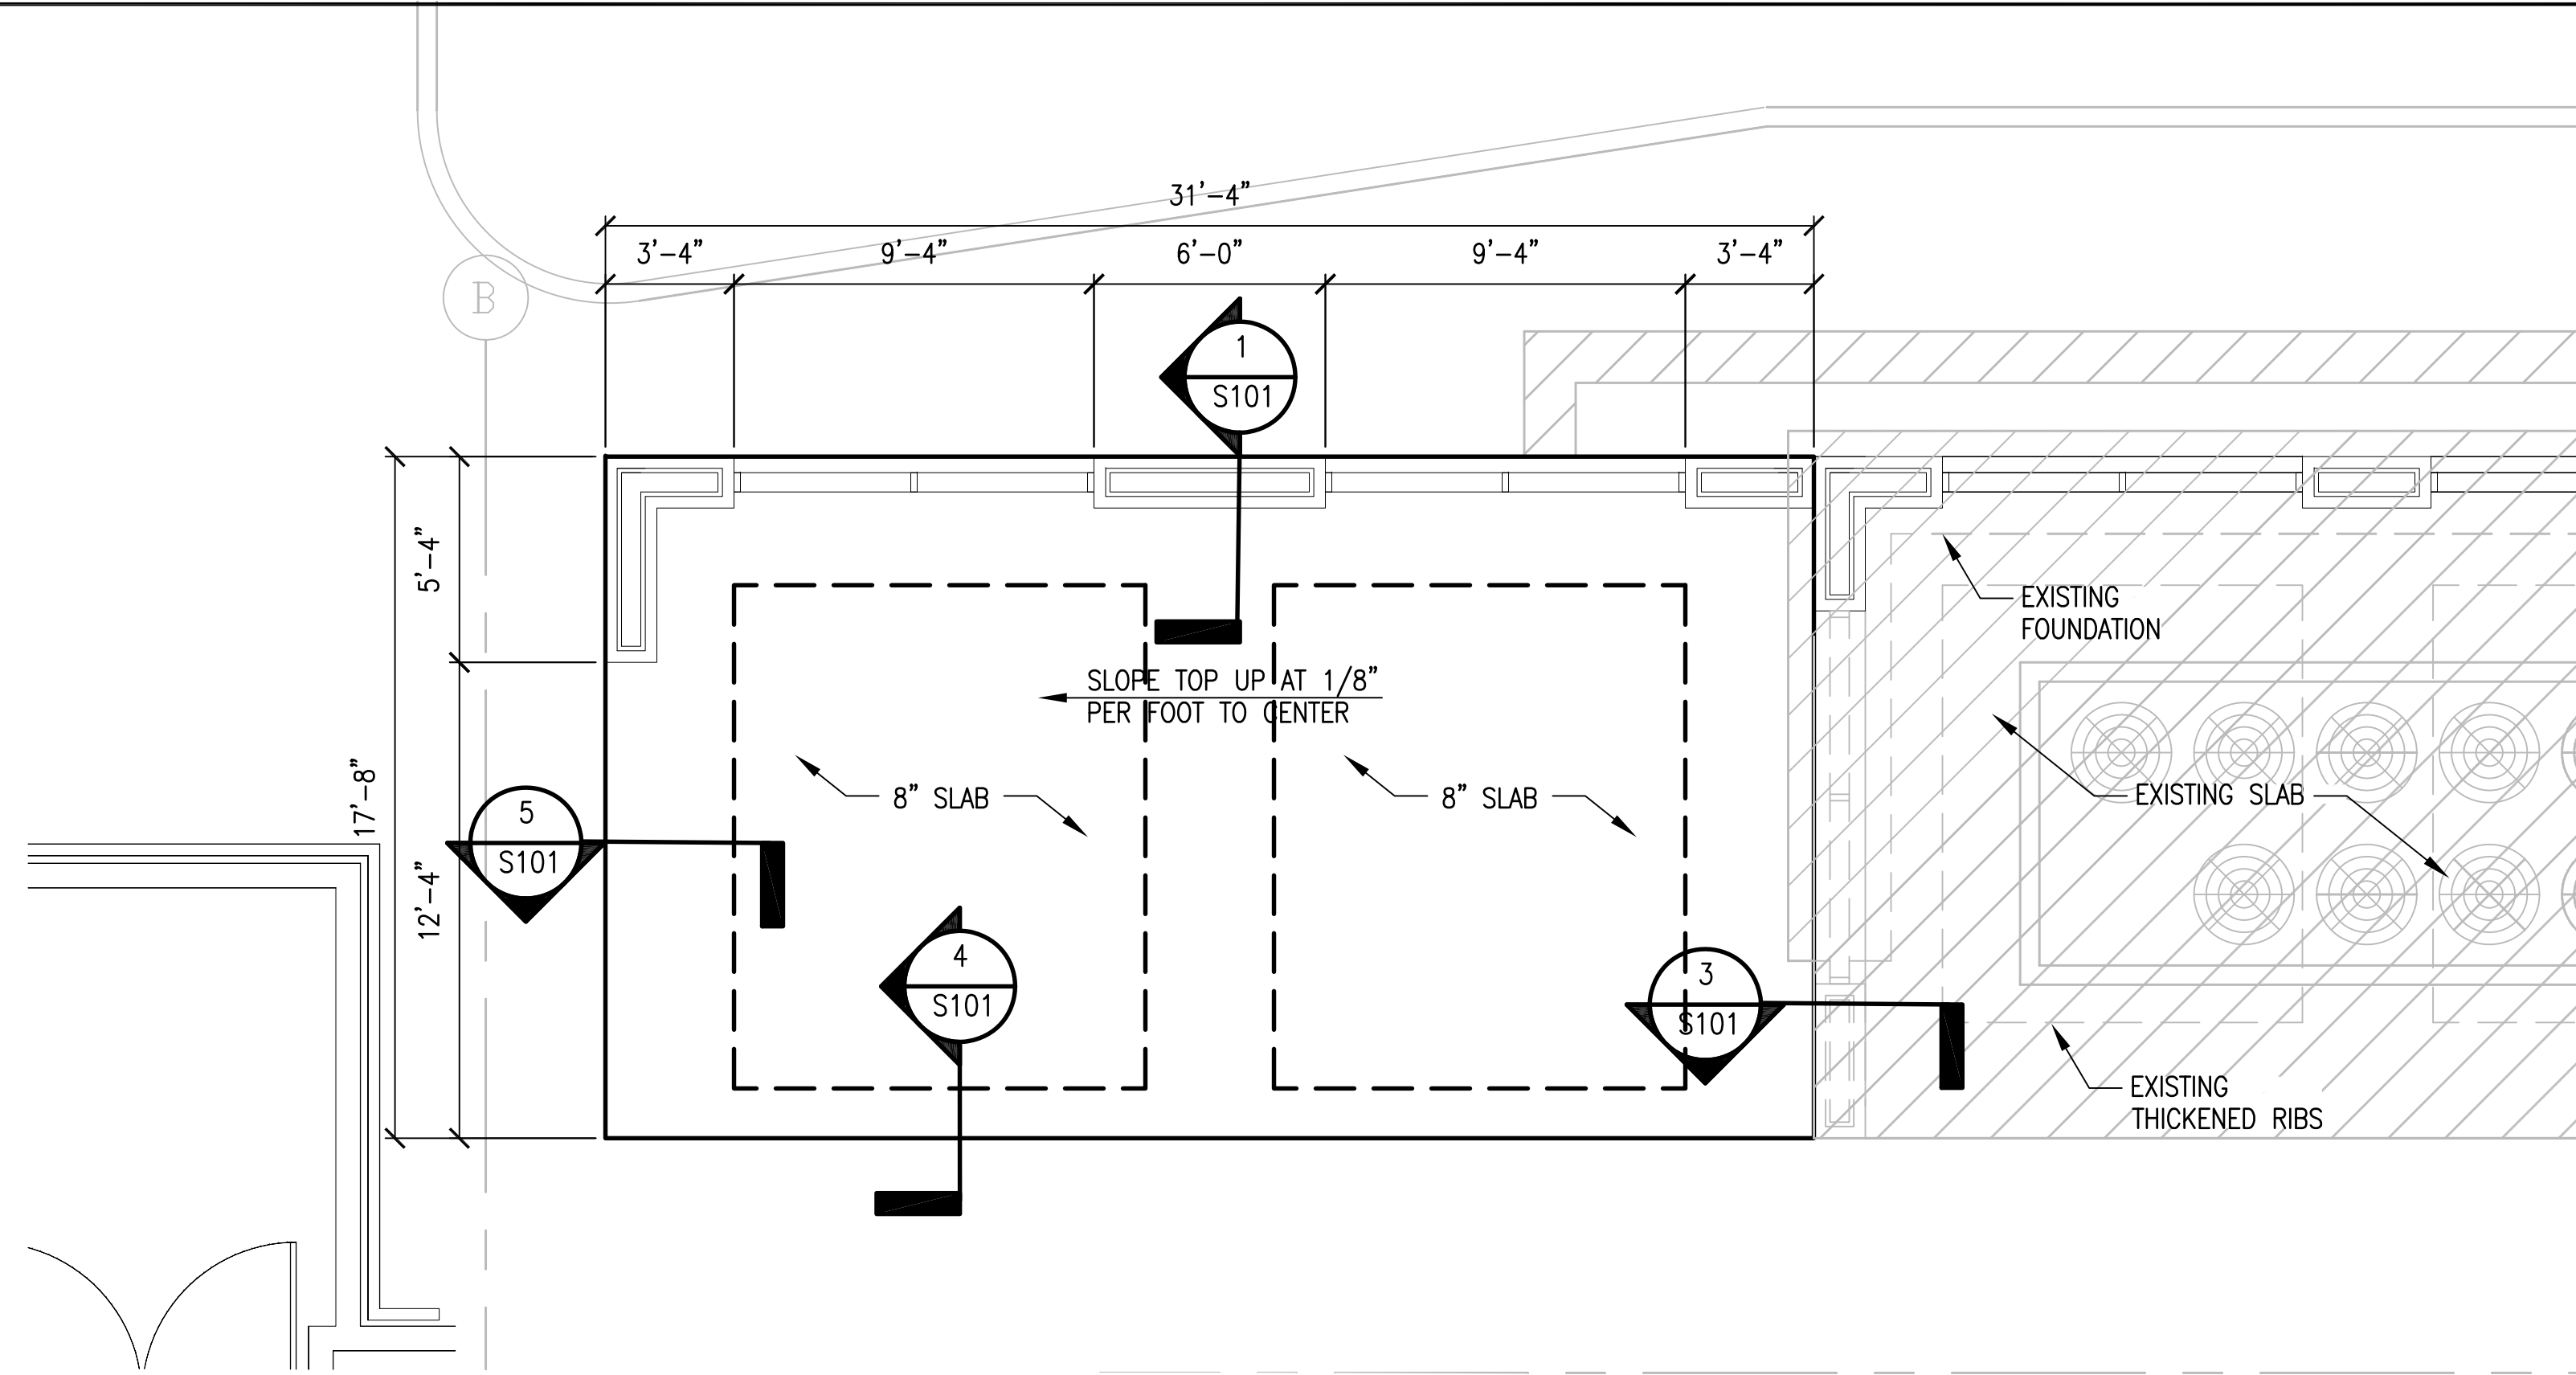 31'-4"
3'-4"
9'-4"
6'-0"
9'-4"
3'-4"
B
1
S101
5'-4"
17'-8"
12'-4"
EXISTING
FOUNDATION
SLOPE TOP UP AT 1/8"
PER FOOT TO CENTER
8" SLAB
8" SLAB
EXISTING SLAB
5
S101
4
S101
3
S101
EXISTING
THICKENED RIBS